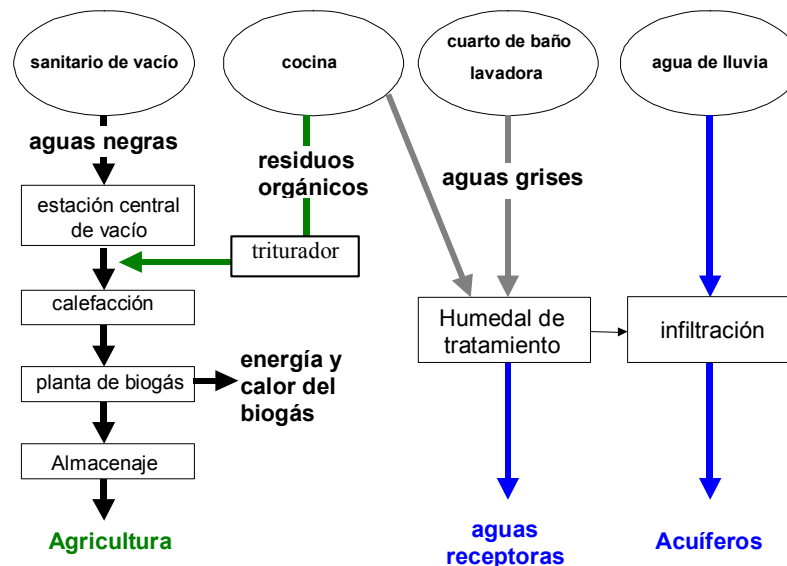 sanitario de vacío
cocina
cuarto de baño
lavadora
agua de lluvia
aguas negras
residuos
orgánicos
aguas grises
estación central
de vacío
triturador
calefacción
Humedal de
tratamiento
infiltración
planta de biogás
energía y
calor del
biogás
Almacenaje
Agricultura
aguas
receptoras
Acuíferos